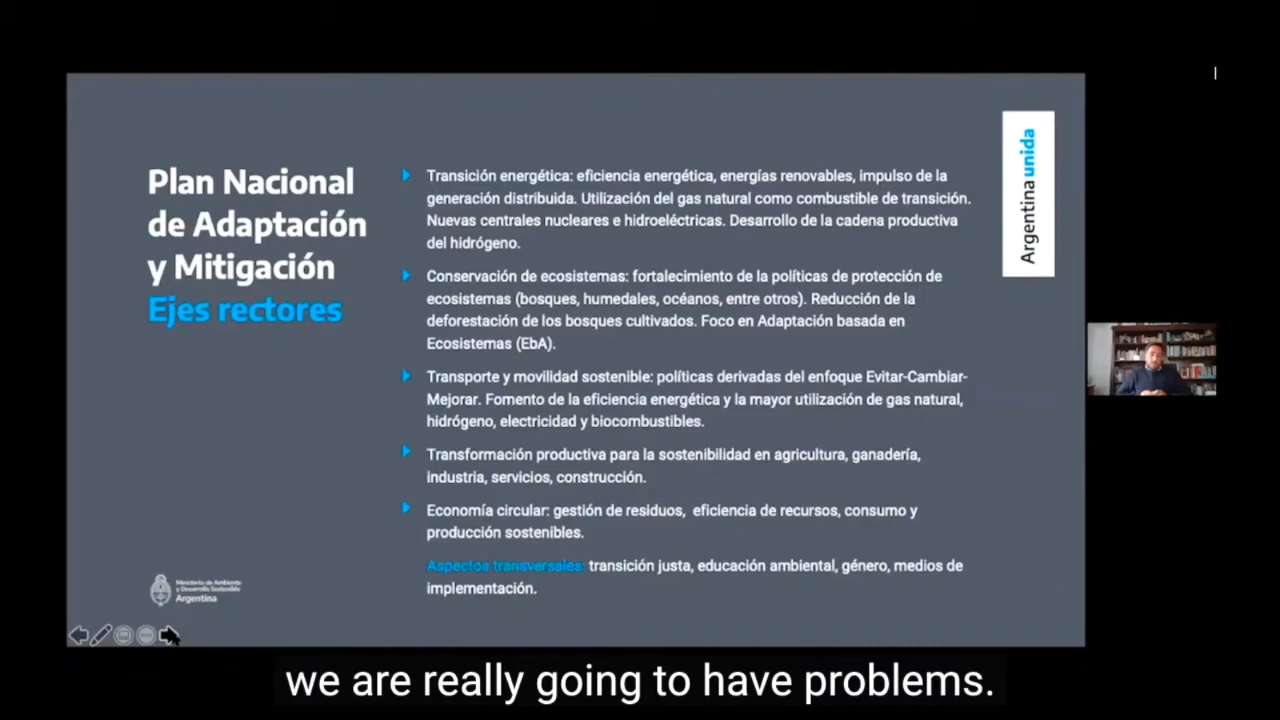 Plan Nacional
de Adaptación
y Mitigación
Ejes rectores
Transición energética: eficiencia energética, energías renovables, impulso de la
generación distribuida. Utilización del gas natural como combustible de transición.
Nuevas centrales nucleares e hidroeléctricas. Desarrollo de la cadena productiva
del hidrógeno.
Conservación de ecosistemas: fortalecimiento de la políticas de protección de
ecosistemas (bosques, humedales, océanos, entre otros). Reducción de la
deforestación de los bosques cultivados. Foco en Adaptación basada en
Ecosistemas (EbA).
Transporte y movilidad sostenible: políticas derivadas del enfoque Evitar-Cambiar-
Mejorar. Fomento de la eficiencia energética y la mayor utilización de gas natural,
hidrógeno, electricidad y biocombustibles.
Transformación productiva para la sostenibilidad en agricultura, ganadería,
industria, servicios, construcción.
Economía circular: gestión de residuos, eficiencia de recursos, consumo y
producción sostenibles.
Aspectos transversales: transición justa, educación ambiental, género, medios de
implementación.
Argentina unida
Ministerio de Ambiente
y Desarrollo Sostenible
Argentina
we are really going to have problems.